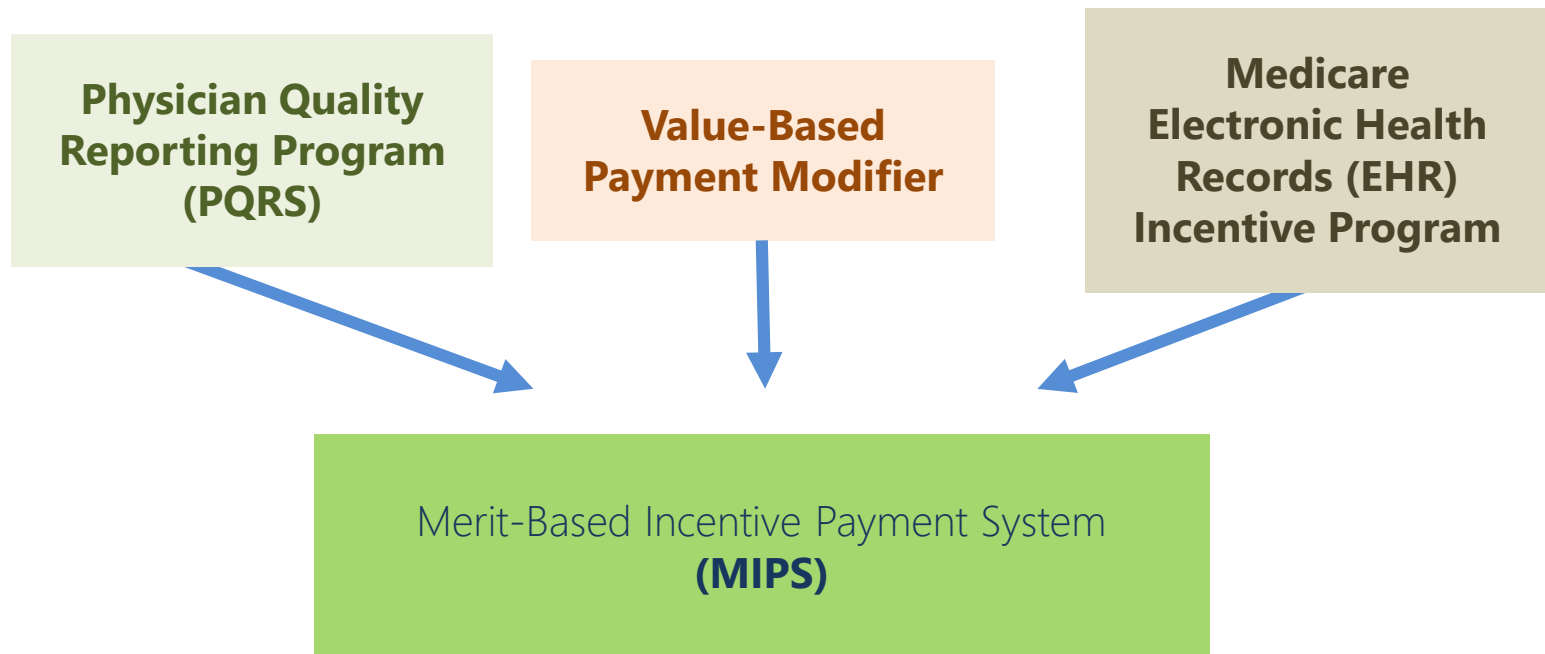 Physician Quality
Reporting Program
(PQRS)
Value-Based
Payment Modifier
Medicare
Electronic Health
Records (EHR)
Incentive Program
Merit-Based Incentive Payment System
(MIPS)